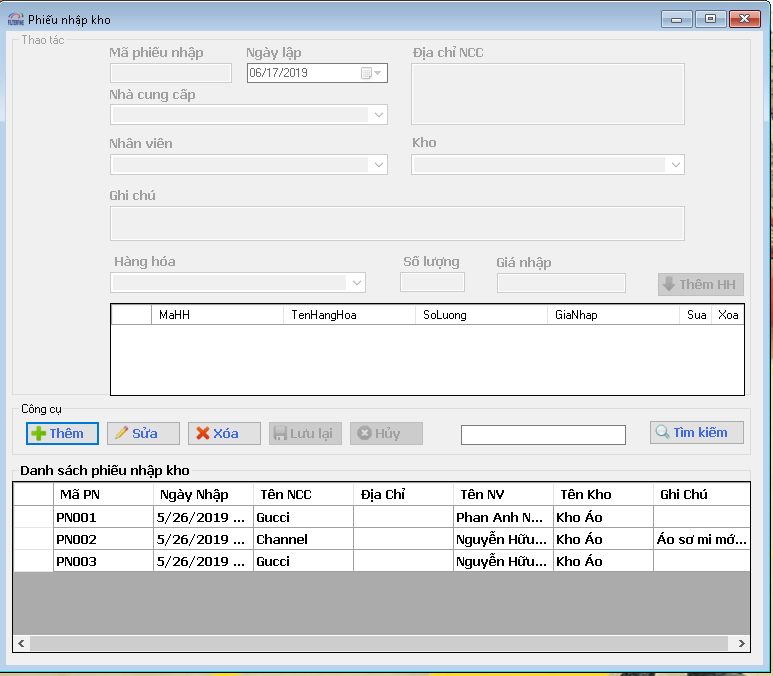 Phiếu nhập kho
Thao tác
Mã phiếu nhập Ngày lập Địa chỉ NCC
06/17/2019
Nhà cung cấp
Nhân viên Kho
Ghi chú
Hàng hóa Số lượng Giá nhập
Thêm HH
MaHH TenHangHoa SoLuong GiaNhap Sua Xoa
Công cụ
Thêm Sửa Xóa Lưu lại Hủy Tìm kiếm
Danh sách phiếu nhập kho
Mã PN Ngày Nhập Tên NCC Địa Chỉ Tên NV Tên Kho Ghi Chú
PN001 5/26/2019 ... Gucci Phan Anh N... Kho Áo
PN002 5/26/2019 ... Channel Nguyễn Hữu... Kho Áo Áo sơ mi mớ...
PN003 5/26/2019 ... Gucci Nguyễn Hữu... Kho Áo